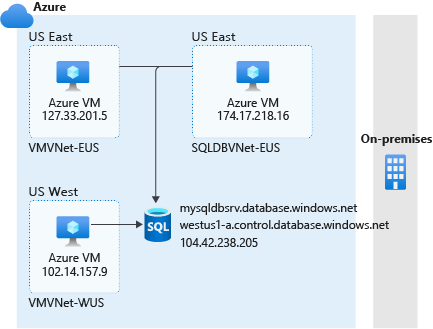 Azure
US East
Azure VM
127.33.201.5
VMVNet-EUS
US East
Azure VM
174.17.218.16
SQLDBVNet-EUS
On-premises
US West
Azure VM
102.14.157.9
VMVNet-WUS
SQL
mysqldbsrv.database.windows.net
westus1-a.control.database.windows.net
104.42.238.205